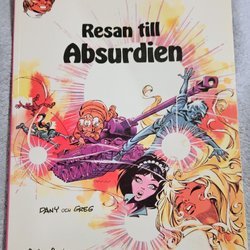 Resan till
Absurdien
DANY OCH GREG